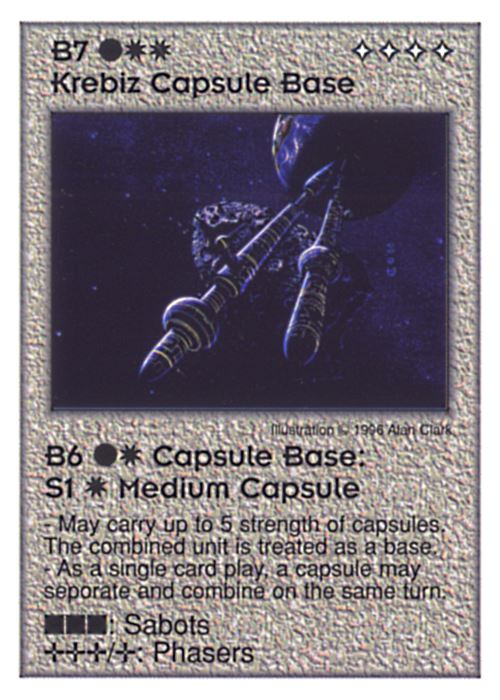 B7 ●✷✷ ✧✧✧✧
Krebiz Capsule Base
Illustration © 1996 Alan Clark
B6 ●✷ Capsule Base:
S1 ✷ Medium Capsule
- May carry up to 5 strength of capsules.
The combined unit is treated as a base.
- As a single card play, a capsule may
seporate and combine on the same turn.
■■■: Sabots
✛✛✛/✛: Phasers